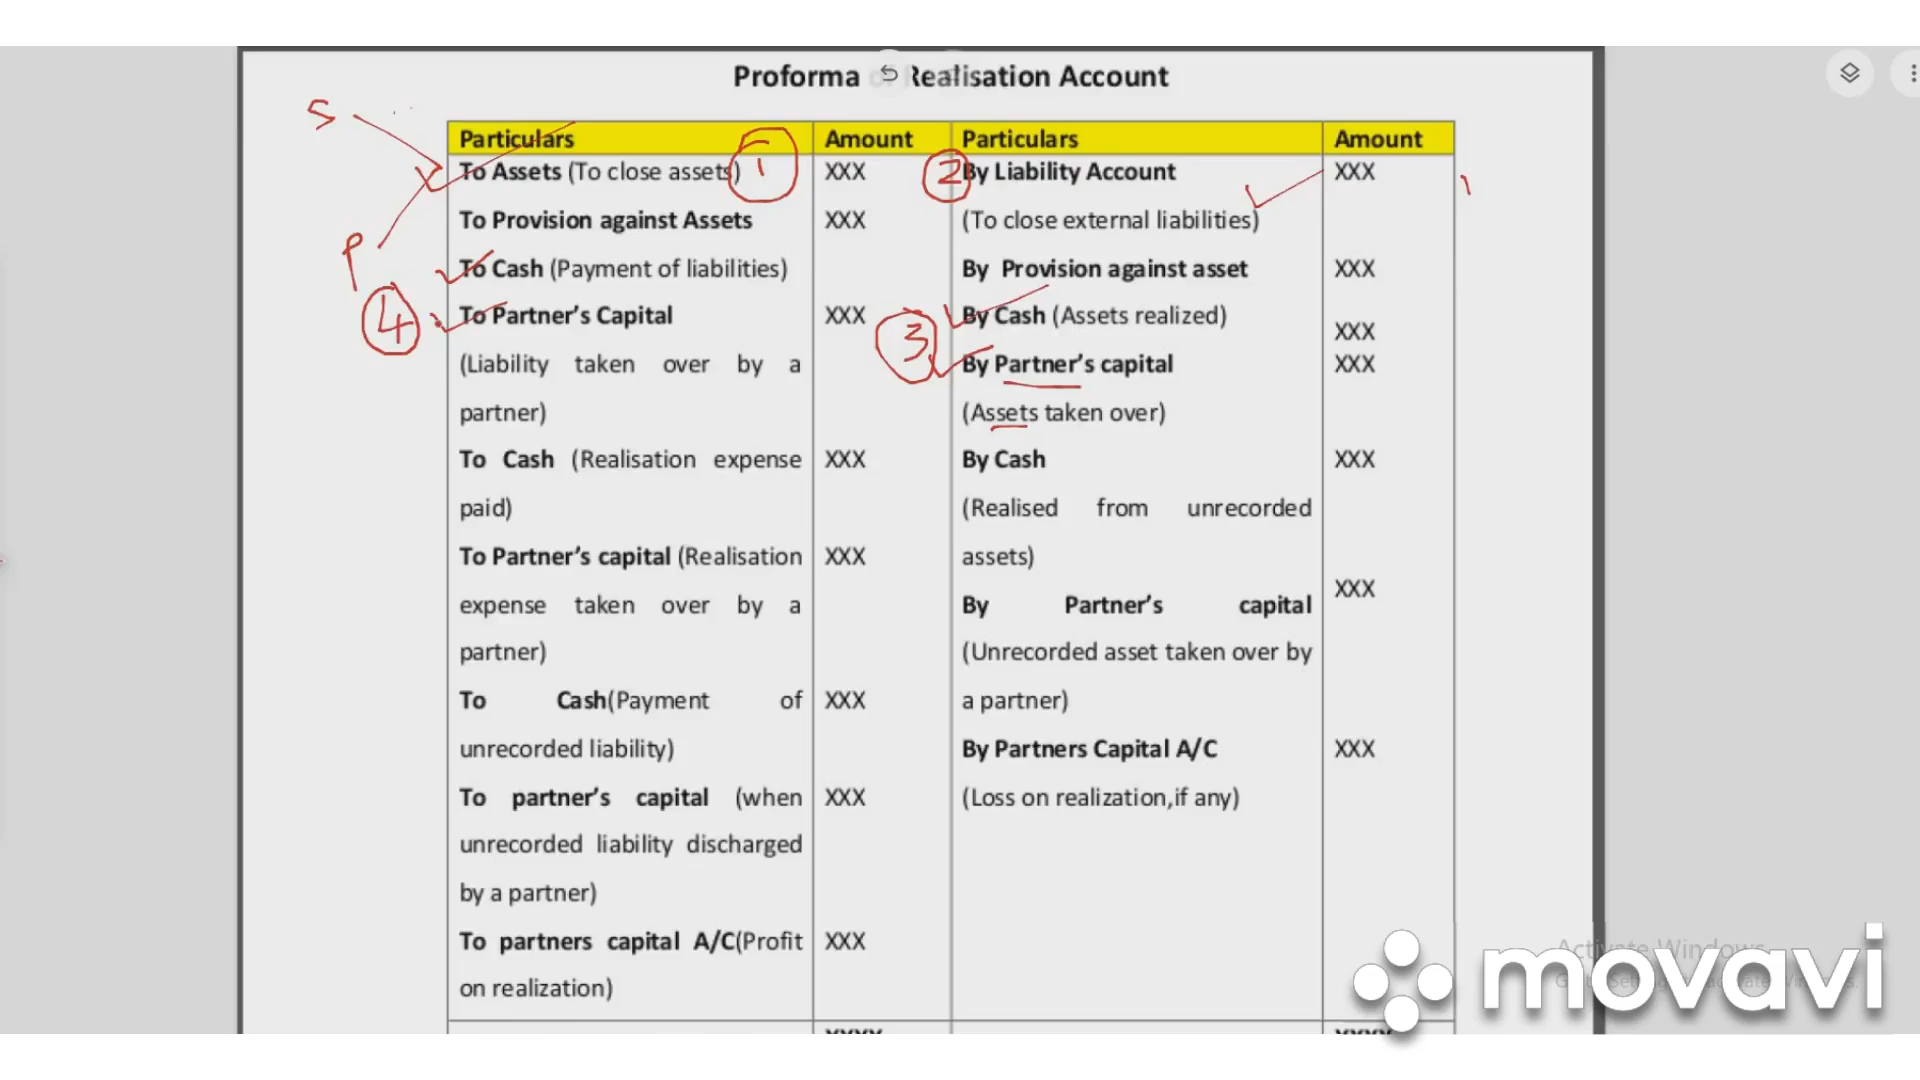 Proforma of Realisation Account
S
P
Particulars Amount Particulars Amount
To Assets (To close assets) 1 XXX 2 By Liability Account XXX
To Provision against Assets XXX (To close external liabilities)
To Cash (Payment of liabilities) By Provision against asset XXX
4 To Partner’s Capital XXX 3 By Cash (Assets realized) XXX
(Liability taken over by a By Partner’s capital XXX
partner) (Assets taken over)
To Cash (Realisation expense XXX By Cash XXX
paid) (Realised from unrecorded
To Partner’s capital (Realisation XXX assets)
expense taken over by a By Partner’s capital XXX
partner) (Unrecorded asset taken over by
To Cash(Payment of XXX a partner)
unrecorded liability) By Partners Capital A/C XXX
To partner’s capital (when XXX (Loss on realization,if any)
unrecorded liability discharged
by a partner)
To partners capital A/C(Profit XXX
on realization)
Activate Windows
movavi